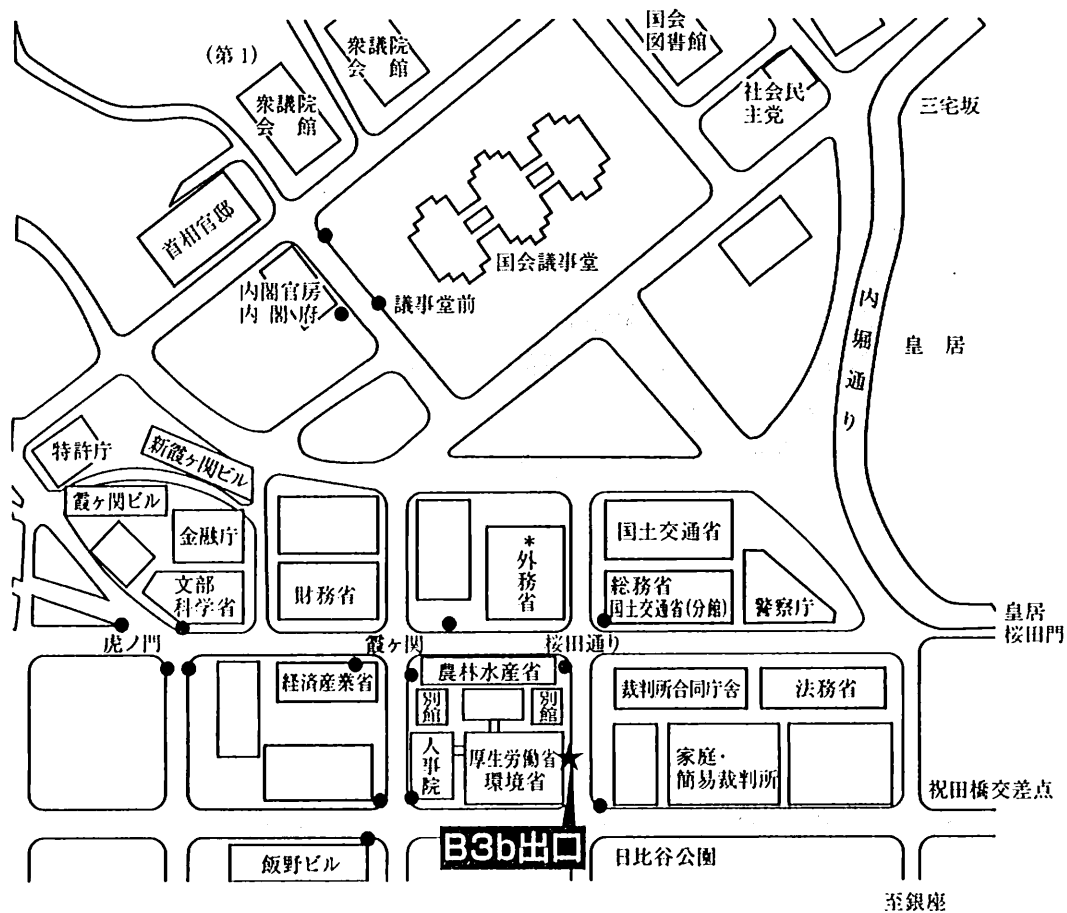 国会
図書館
衆議院
会 館
(第1)
衆議院
会 館
社会民
主党
三宅坂
首相官邸
国会議事堂
内閣官房
内閣府
議事堂前
内堀通り
皇 居
特許庁
新霞ヶ関ビル
霞ヶ関ビル
金融庁
文部
科学省
財務省
*外務省
国土交通省
総務省
国土交通省(分館)
警察庁
皇居
桜田門
虎ノ門
霞ヶ関
桜田通り
経済産業省
農林水産省
別館
別館
人事院
厚生労働省
環境省
裁判所合同庁舎
法務省
家庭・
簡易裁判所
祝田橋交差点
B3b出口
飯野ビル
日比谷公園
至銀座